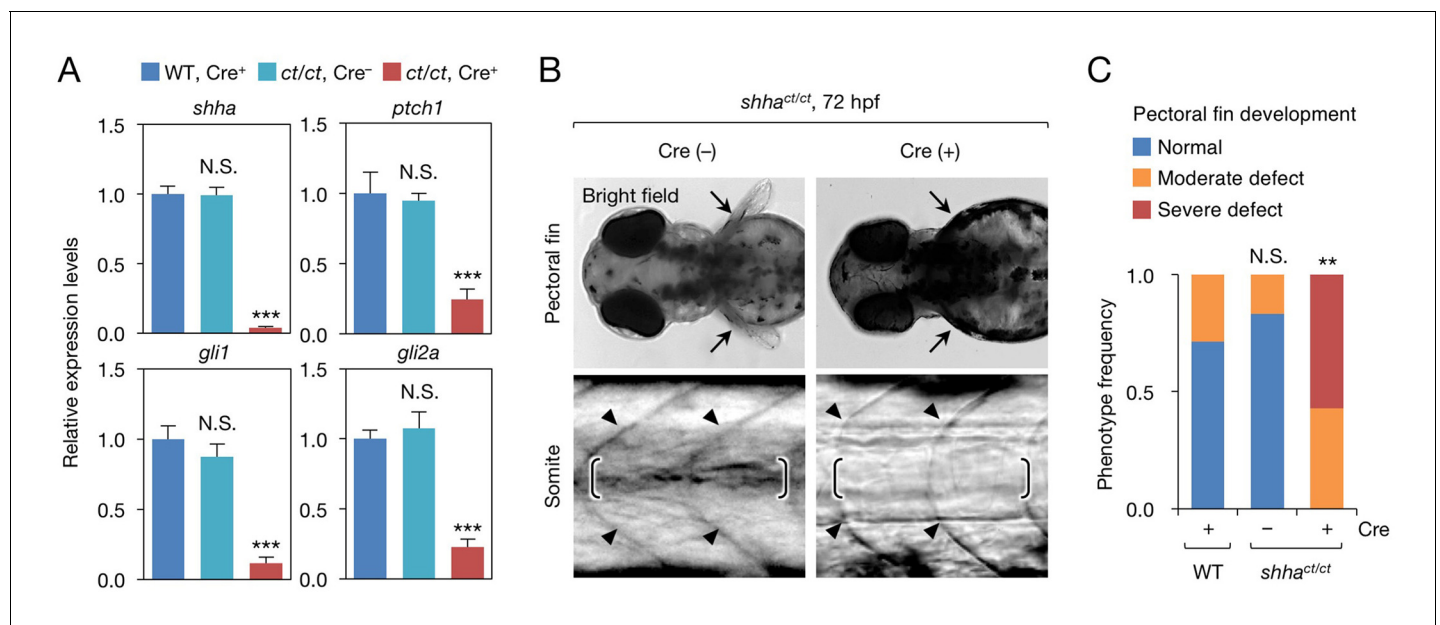 A
WT, Cre⁺ ct/ct, Cre⁻ ct/ct, Cre⁺
shha
ptch1
1.5
1.0
0.5
0.0
N.S.
***
1.5
1.0
0.5
0.0
N.S.
***
gli1
gli2a
1.5
1.0
0.5
0.0
N.S.
***
1.5
1.0
0.5
0.0
N.S.
***
Relative expression levels
B
shhaᶜᵗ/ᶜᵗ, 72 hpf
Cre (–)
Cre (+)
Bright field
Pectoral fin
Somite
C
Pectoral fin development
Normal
Moderate defect
Severe defect
N.S.
**
1.0
0.5
0.0
Phenotype frequency
+ – + Cre
WT
shhaᶜᵗ/ᶜᵗ